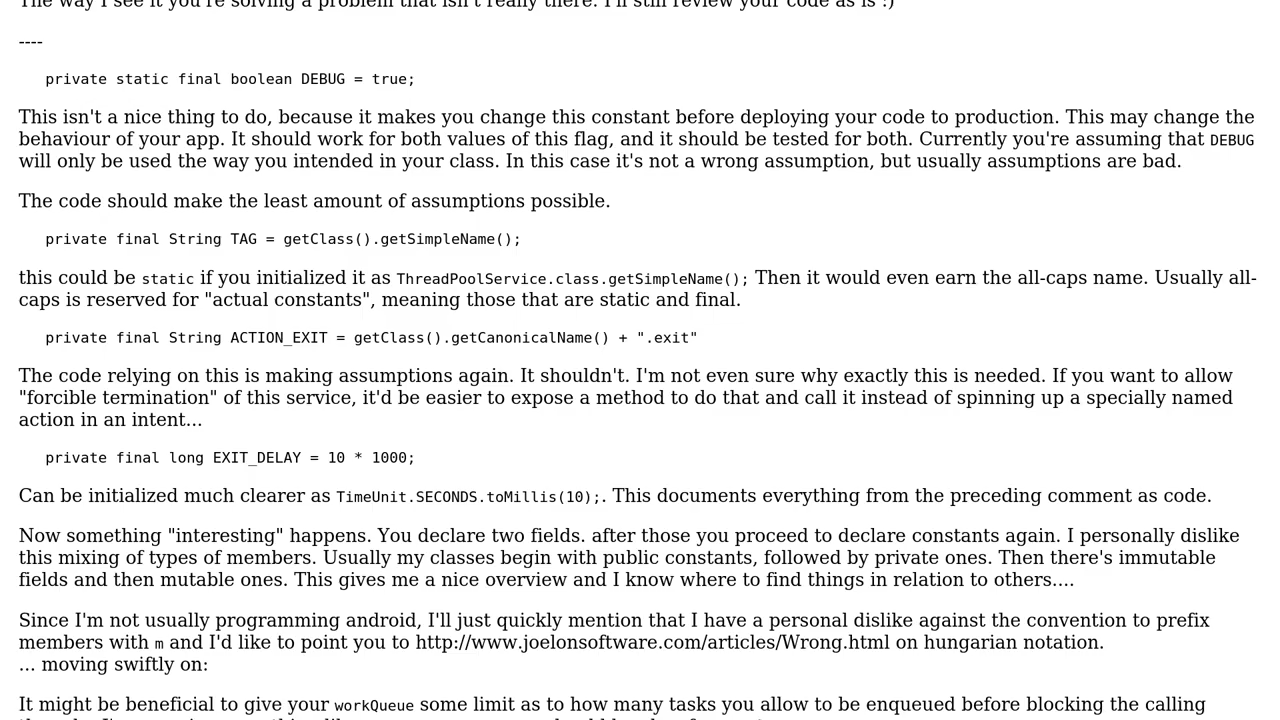 The way I see it you're solving a problem that isn't really there. I'll still review your code as is :)
----
private static final boolean DEBUG = true;
This isn't a nice thing to do, because it makes you change this constant before deploying your code to production. This may change the
behaviour of your app. It should work for both values of this flag, and it should be tested for both. Currently you're assuming that DEBUG
will only be used the way you intended in your class. In this case it's not a wrong assumption, but usually assumptions are bad.
The code should make the least amount of assumptions possible.
private final String TAG = getClass().getSimpleName();
this could be static if you initialized it as ThreadPoolService.class.getSimpleName(); Then it would even earn the all-caps name. Usually all-
caps is reserved for "actual constants", meaning those that are static and final.
private final String ACTION_EXIT = getClass().getCanonicalName() + ".exit"
The code relying on this is making assumptions again. It shouldn't. I'm not even sure why exactly this is needed. If you want to allow
"forcible termination" of this service, it'd be easier to expose a method to do that and call it instead of spinning up a specially named
action in an intent...
private final long EXIT_DELAY = 10 * 1000;
Can be initialized much clearer as TimeUnit.SECONDS.toMillis(10);. This documents everything from the preceding comment as code.
Now something "interesting" happens. You declare two fields. after those you proceed to declare constants again. I personally dislike
this mixing of types of members. Usually my classes begin with public constants, followed by private ones. Then there's immutable
fields and then mutable ones. This gives me a nice overview and I know where to find things in relation to others....
Since I'm not usually programming android, I'll just quickly mention that I have a personal dislike against the convention to prefix
members with m and I'd like to point you to http://www.joelonsoftware.com/articles/Wrong.html on hungarian notation.
... moving swiftly on:
It might be beneficial to give your workQueue some limit as to how many tasks you allow to be enqueued before blocking the calling